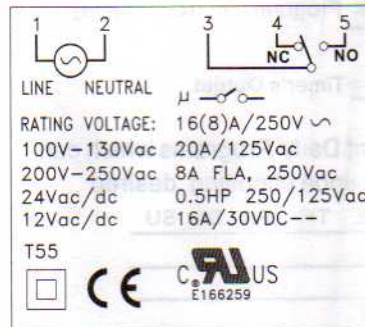 1 2 3 4 5
NC NO
LINE NEUTRAL
μ
RATING VOLTAGE: 16(8)A/250V ~
100V-130Vac 20A/125Vac
200V-250Vac 8A FLA, 250Vac
24Vac/dc 0.5HP 250/125Vac
12Vac/dc 16A/30VDC--
T55
CE C US
E166259